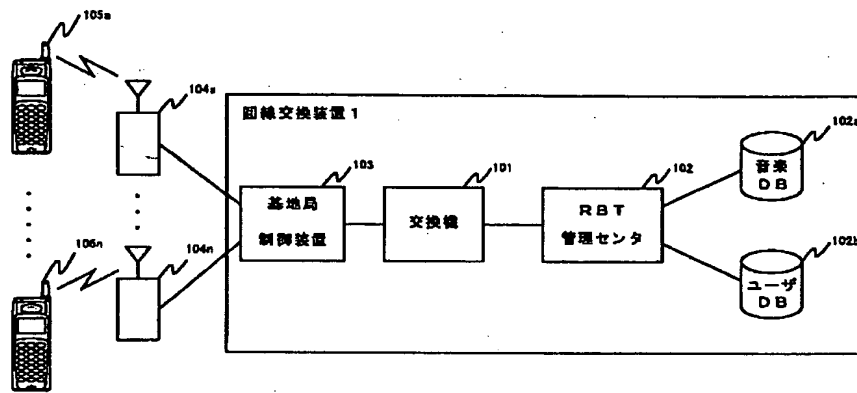 105a
104a
回線交換装置1
102a
103
101
102
音楽
DB
基地局
制御装置
交換機
RBT
管理センタ
105n
104n
102b
ユーザ
DB